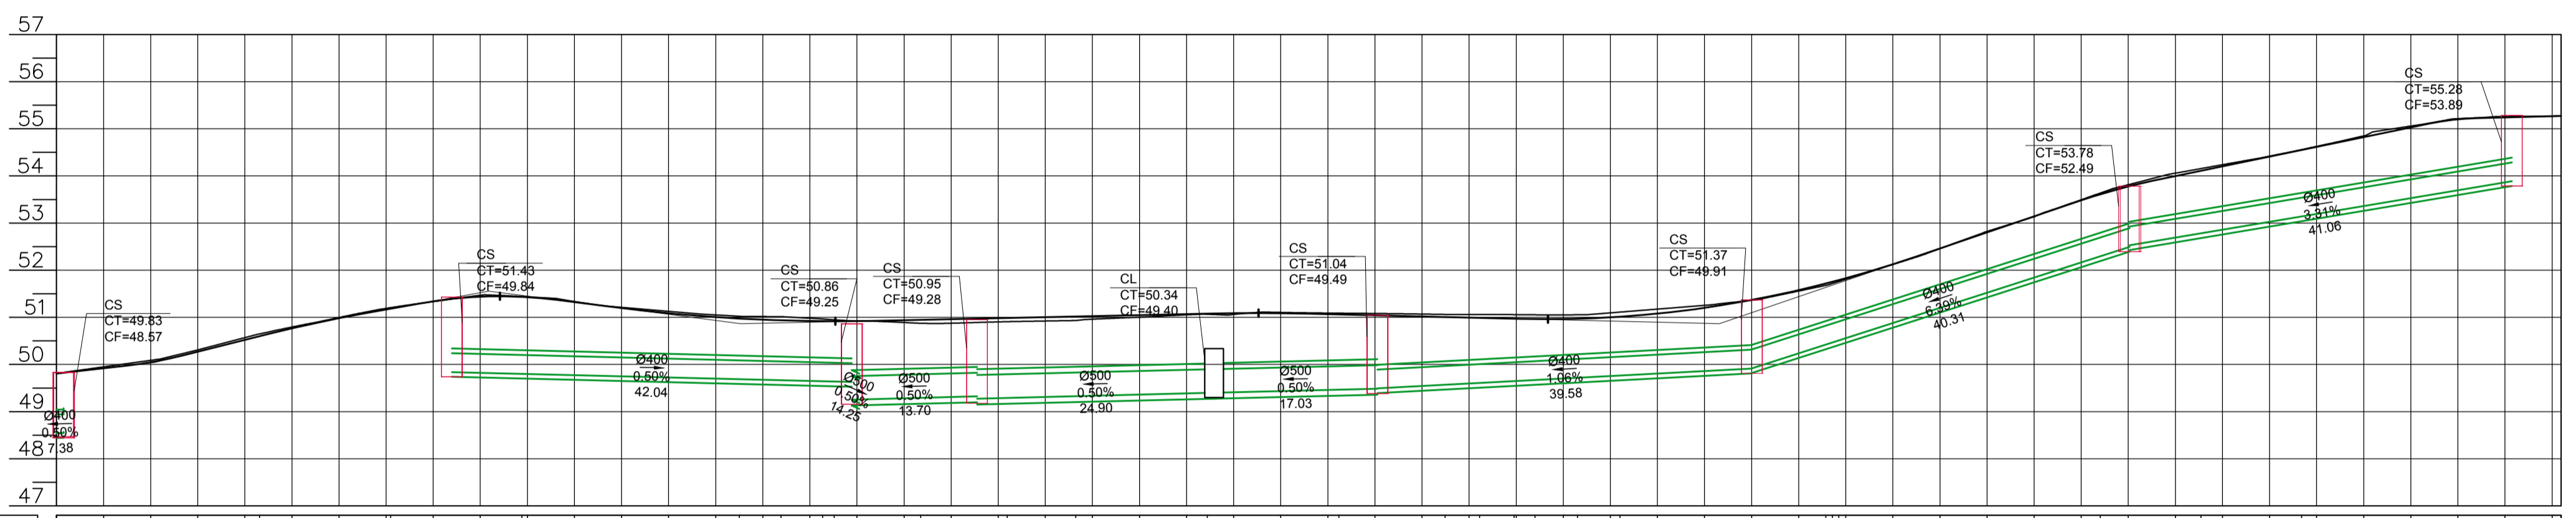 57
56
55
54
53
52
51
50
49
48
47
CS
CT=49.83
CF=48.57
Ø400
0.50%
7.38
CS
CT=51.43
CF=49.84
Ø400
0.50%
42.04
CS
CT=50.86
CF=49.25
Ø500
0.50%
14.25
CS
CT=50.95
CF=49.28
Ø500
0.50%
13.70
Ø500
0.50%
24.90
CL
CT=50.34
CF=49.40
Ø500
0.50%
17.03
CS
CT=51.04
CF=49.49
Ø400
1.06%
39.58
CS
CT=51.37
CF=49.91
Ø400
6.39%
40.31
CS
CT=53.78
CF=52.49
Ø400
3.31%
41.06
CS
CT=55.28
CF=53.89